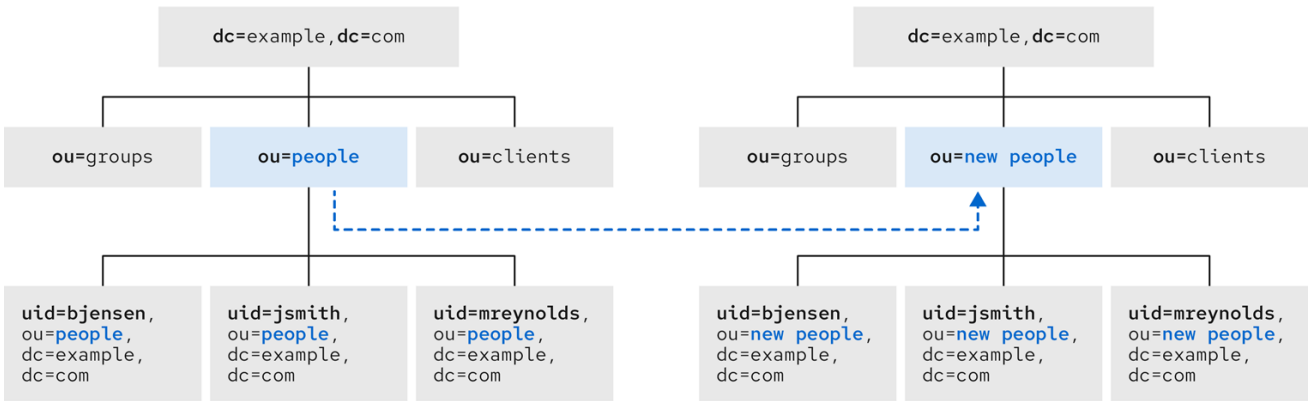 dc=example,dc=com
ou=groups
ou=people
ou=clients
uid=bjensen,
ou=people,
dc=example,
dc=com
uid=jsmith,
ou=people,
dc=example,
dc=com
uid=mreynolds,
ou=people,
dc=example,
dc=com
dc=example,dc=com
ou=groups
ou=new people
ou=clients
uid=bjensen,
ou=new people,
dc=example,
dc=com
uid=jsmith,
ou=new people,
dc=example,
dc=com
uid=mreynolds,
ou=new people,
dc=example,
dc=com